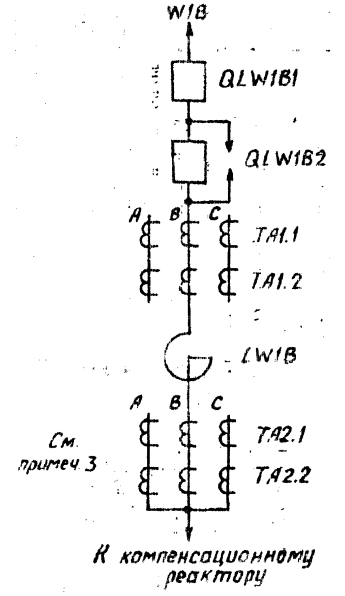 W1B
QLW1B1
QLW1B2
A B C
TA1.1
TA1.2
LW1B
A B C
TA2.1
См.
примеч. 3
TA2.2
К компенсационному
реактору